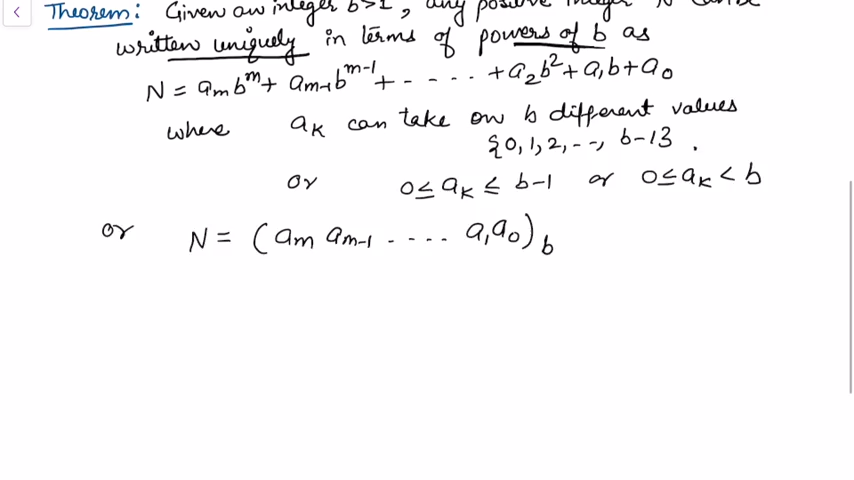 Theorem: Given an integer b>1, any positive integer N can be
written uniquely in terms of powers of b as
N = a_m b^m + a_{m-1} b^{m-1} + - - - - - + a_2 b^2 + a_1 b + a_0
where a_k can take on b different values
{0, 1, 2, - - , b-1} .
or 0 ≤ a_k ≤ b-1 or 0 ≤ a_k < b
or N = (a_m a_{m-1} - - - - a_1 a_0)_b